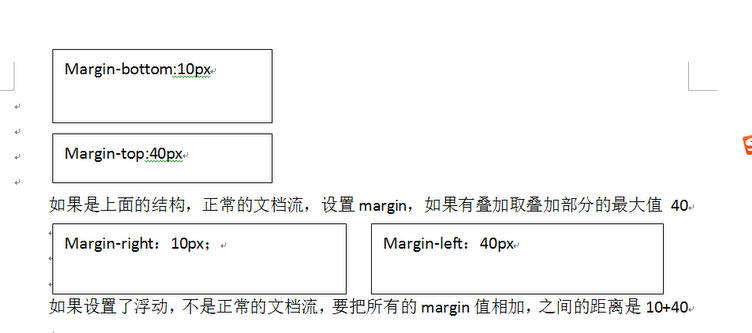 Margin-bottom:10px
Margin-top:40px
如果是上面的结构，正常的文档流，设置 margin，如果有叠加取叠加部分的最大值 40
Margin-right：10px； Margin-left：40px
如果设置了浮动，不是正常的文档流，要把所有的 margin 值相加，之间的距离是 10+40